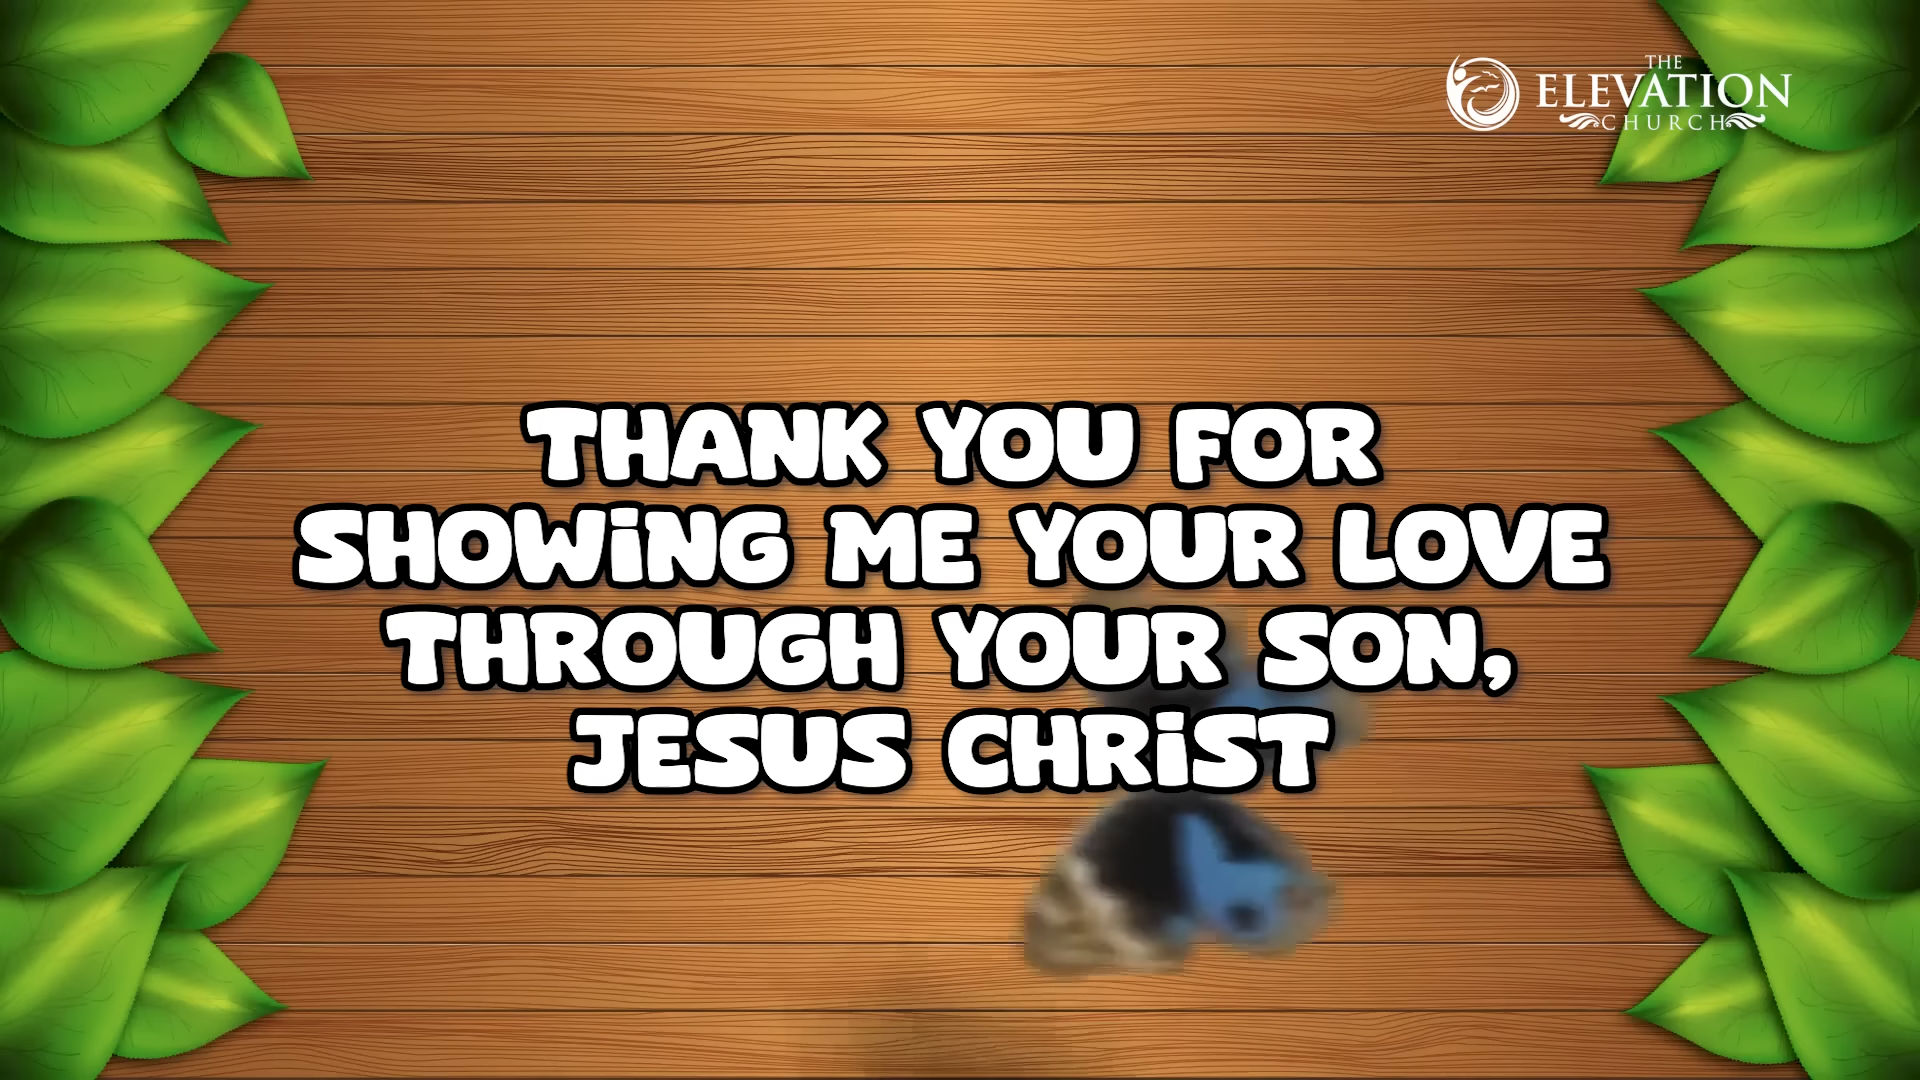 THE
ELEVATION
CHURCH
THANK YOU FOR
SHOWiNG ME YOUR LOVE
THROUGH YOUR SON,
JESUS CHRiST